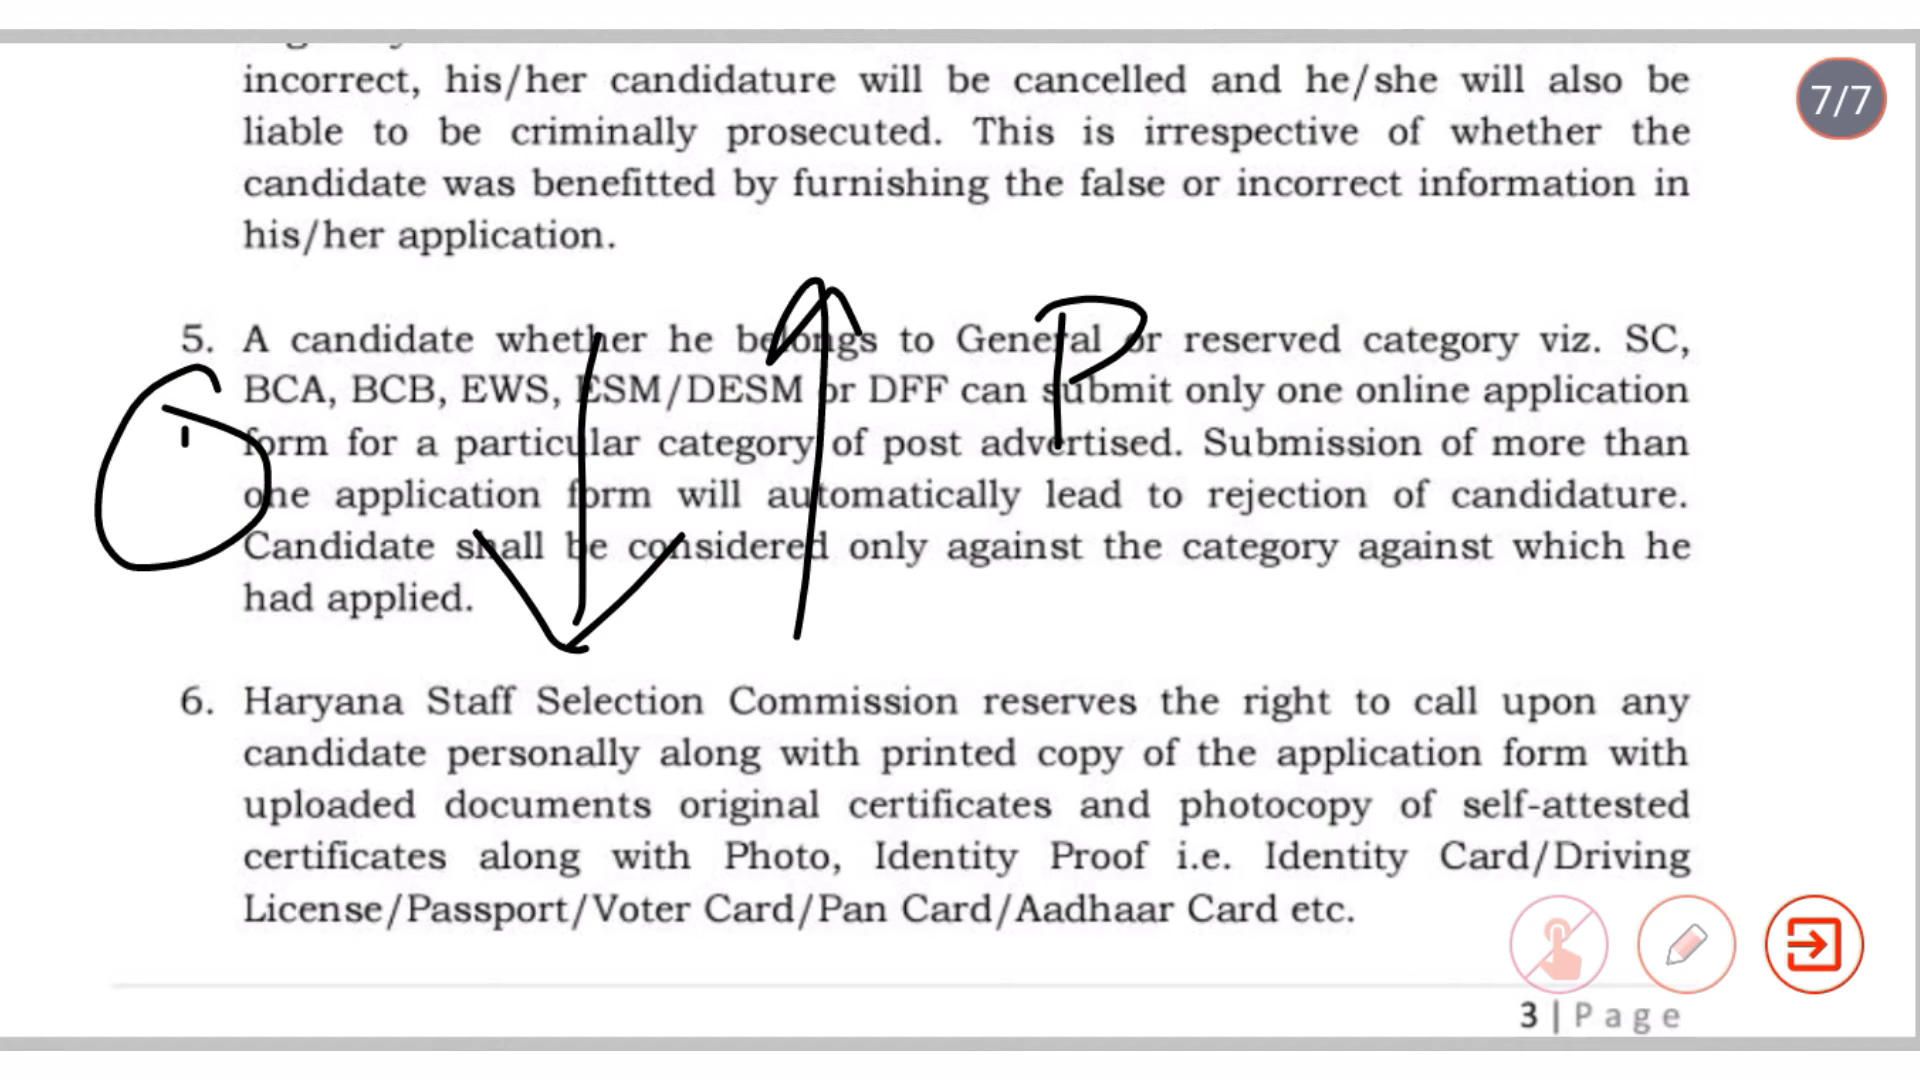 incorrect, his/her candidature will be cancelled and he/she will also be
7/7
liable to be criminally prosecuted. This is irrespective of whether the
candidate was benefitted by furnishing the false or incorrect information in
his/her application.
P
5. A candidate whether he belongs to General or reserved category viz. SC,
BCA, BCB, EWS, ESM/DESM or DFF can submit only one online application
form for a particular category of post advertised. Submission of more than
one application form will automatically lead to rejection of candidature.
Candidate shall be considered only against the category against which he
had applied.
6. Haryana Staff Selection Commission reserves the right to call upon any
candidate personally along with printed copy of the application form with
uploaded documents original certificates and photocopy of self-attested
certificates along with Photo, Identity Proof i.e. Identity Card/Driving
License/Passport/Voter Card/Pan Card/Aadhaar Card etc.
3 | Page